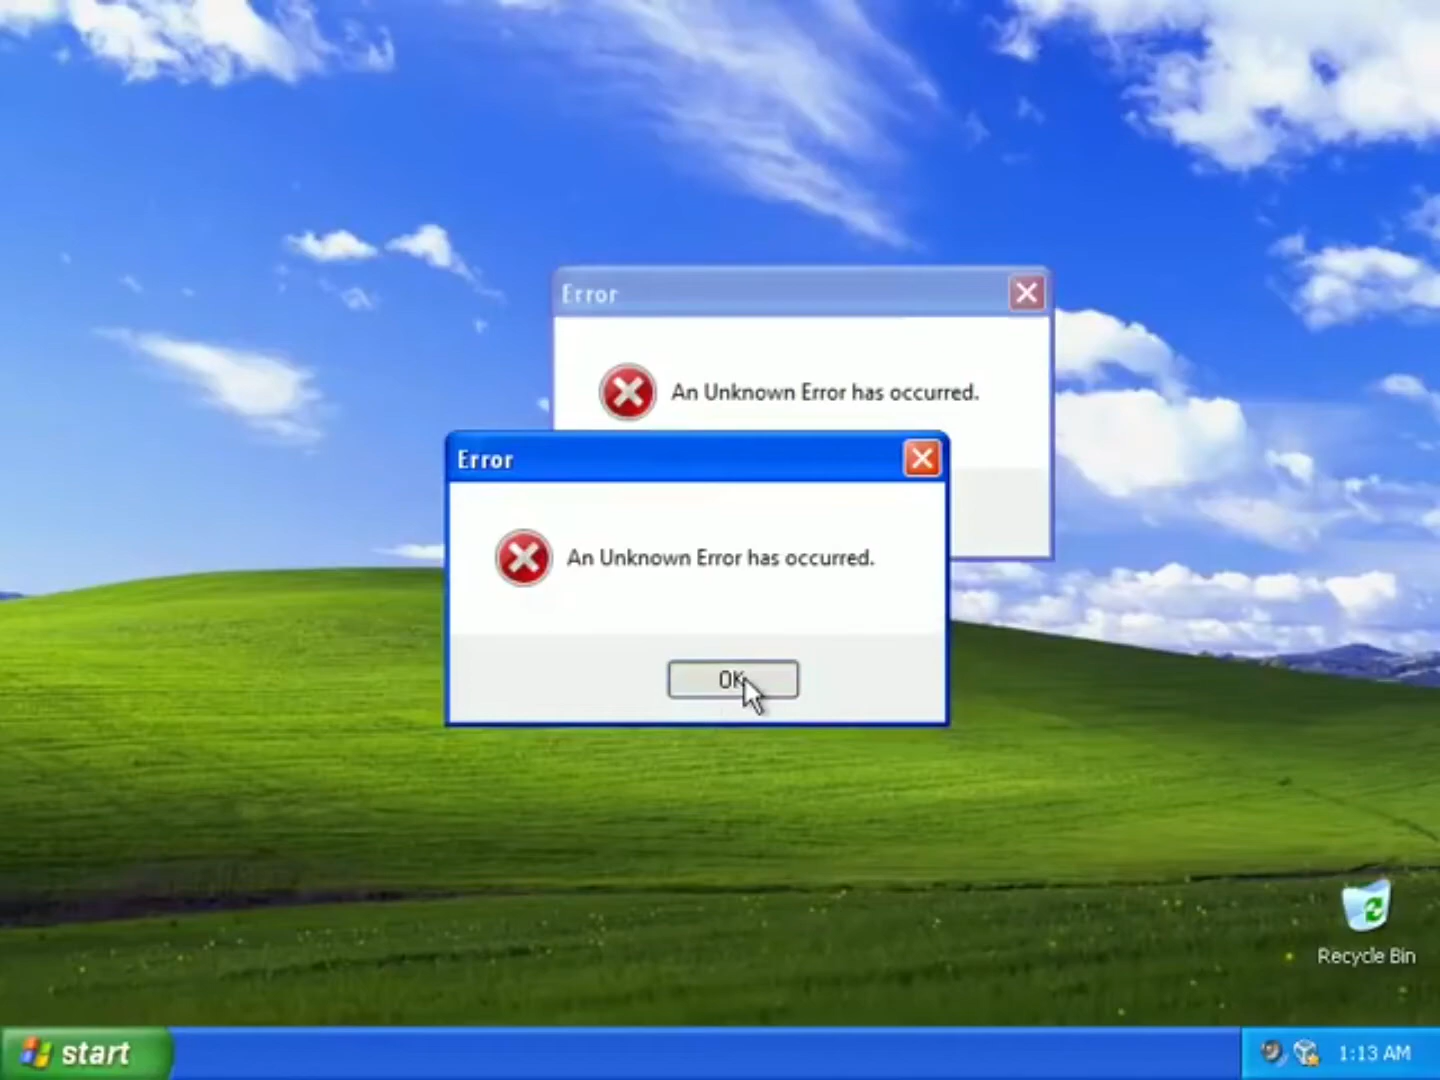 Error
An Unknown Error has occurred.
Error
An Unknown Error has occurred.
OK
Recycle Bin
start
1:13 AM